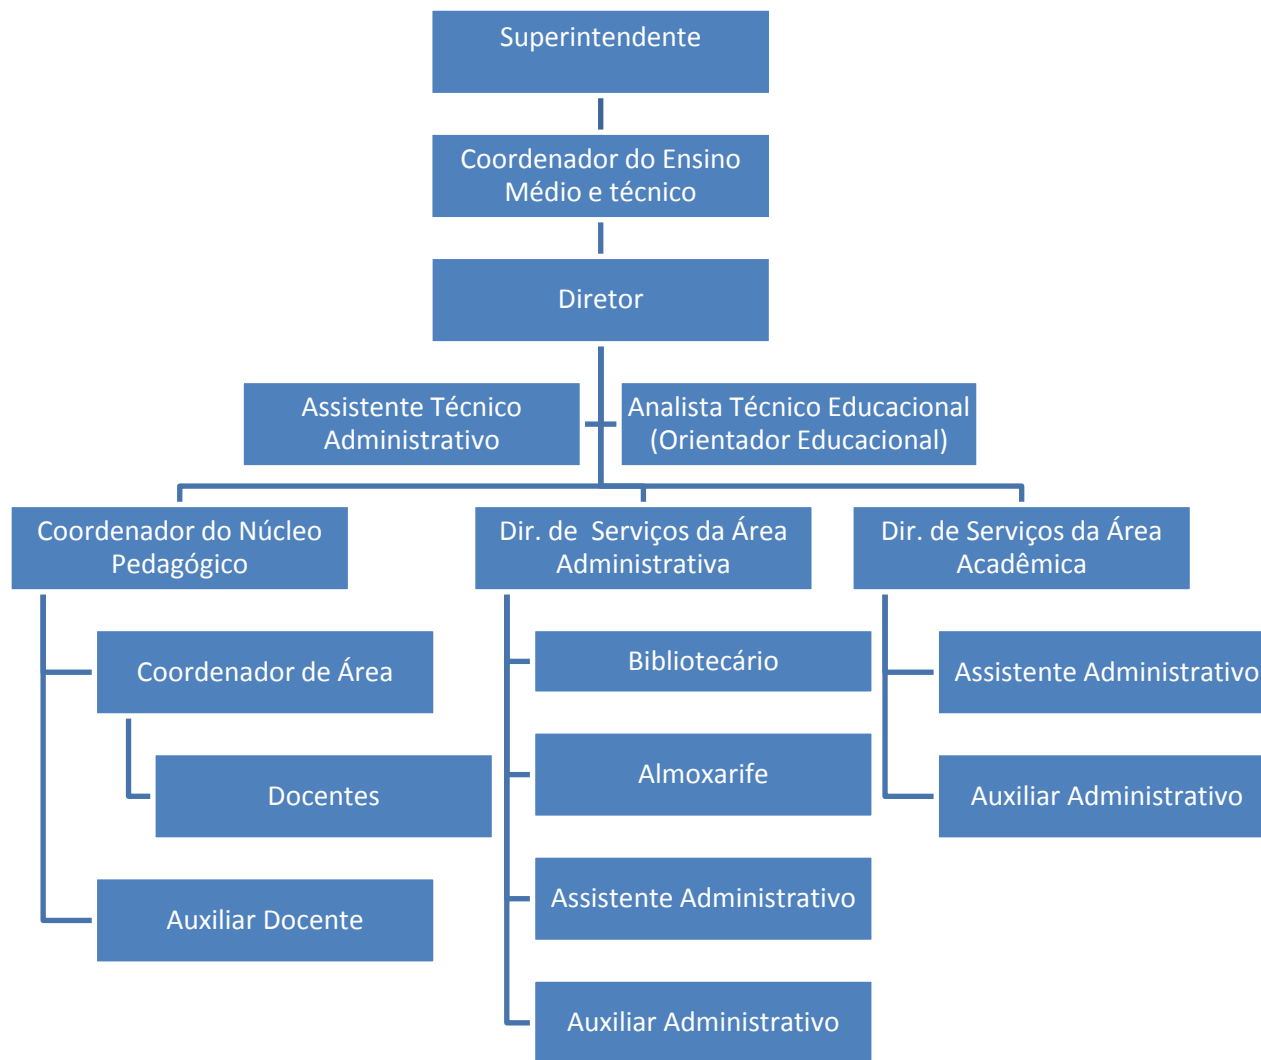 Superintendente
Coordenador do Ensino
Médio e técnico
Diretor
Assistente Técnico
Administrativo
Analista Técnico Educacional
(Orientador Educacional)
Coordenador do Núcleo
Pedagógico
Dir. de  Serviços da Área
Administrativa
Dir. de Serviços da Área
Acadêmica
Coordenador de Área
Docentes
Auxiliar Docente
Bibliotecário
Almoxarife
Assistente Administrativo
Auxiliar Administrativo
Assistente Administrativo
Auxiliar Administrativo